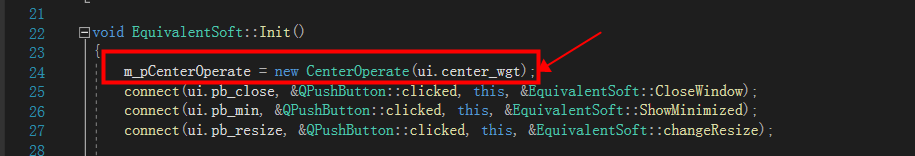 21
22 void EquivalentSoft::Init()
23 {
24 m_pCenterOperate = new CenterOperate(ui.center_wgt);
25 connect(ui.pb_close, &QPushButton::clicked, this, &EquivalentSoft::CloseWindow);
26 connect(ui.pb_min, &QPushButton::clicked, this, &EquivalentSoft::ShowMinimized);
27 connect(ui.pb_resize, &QPushButton::clicked, this, &EquivalentSoft::changeResize);
28